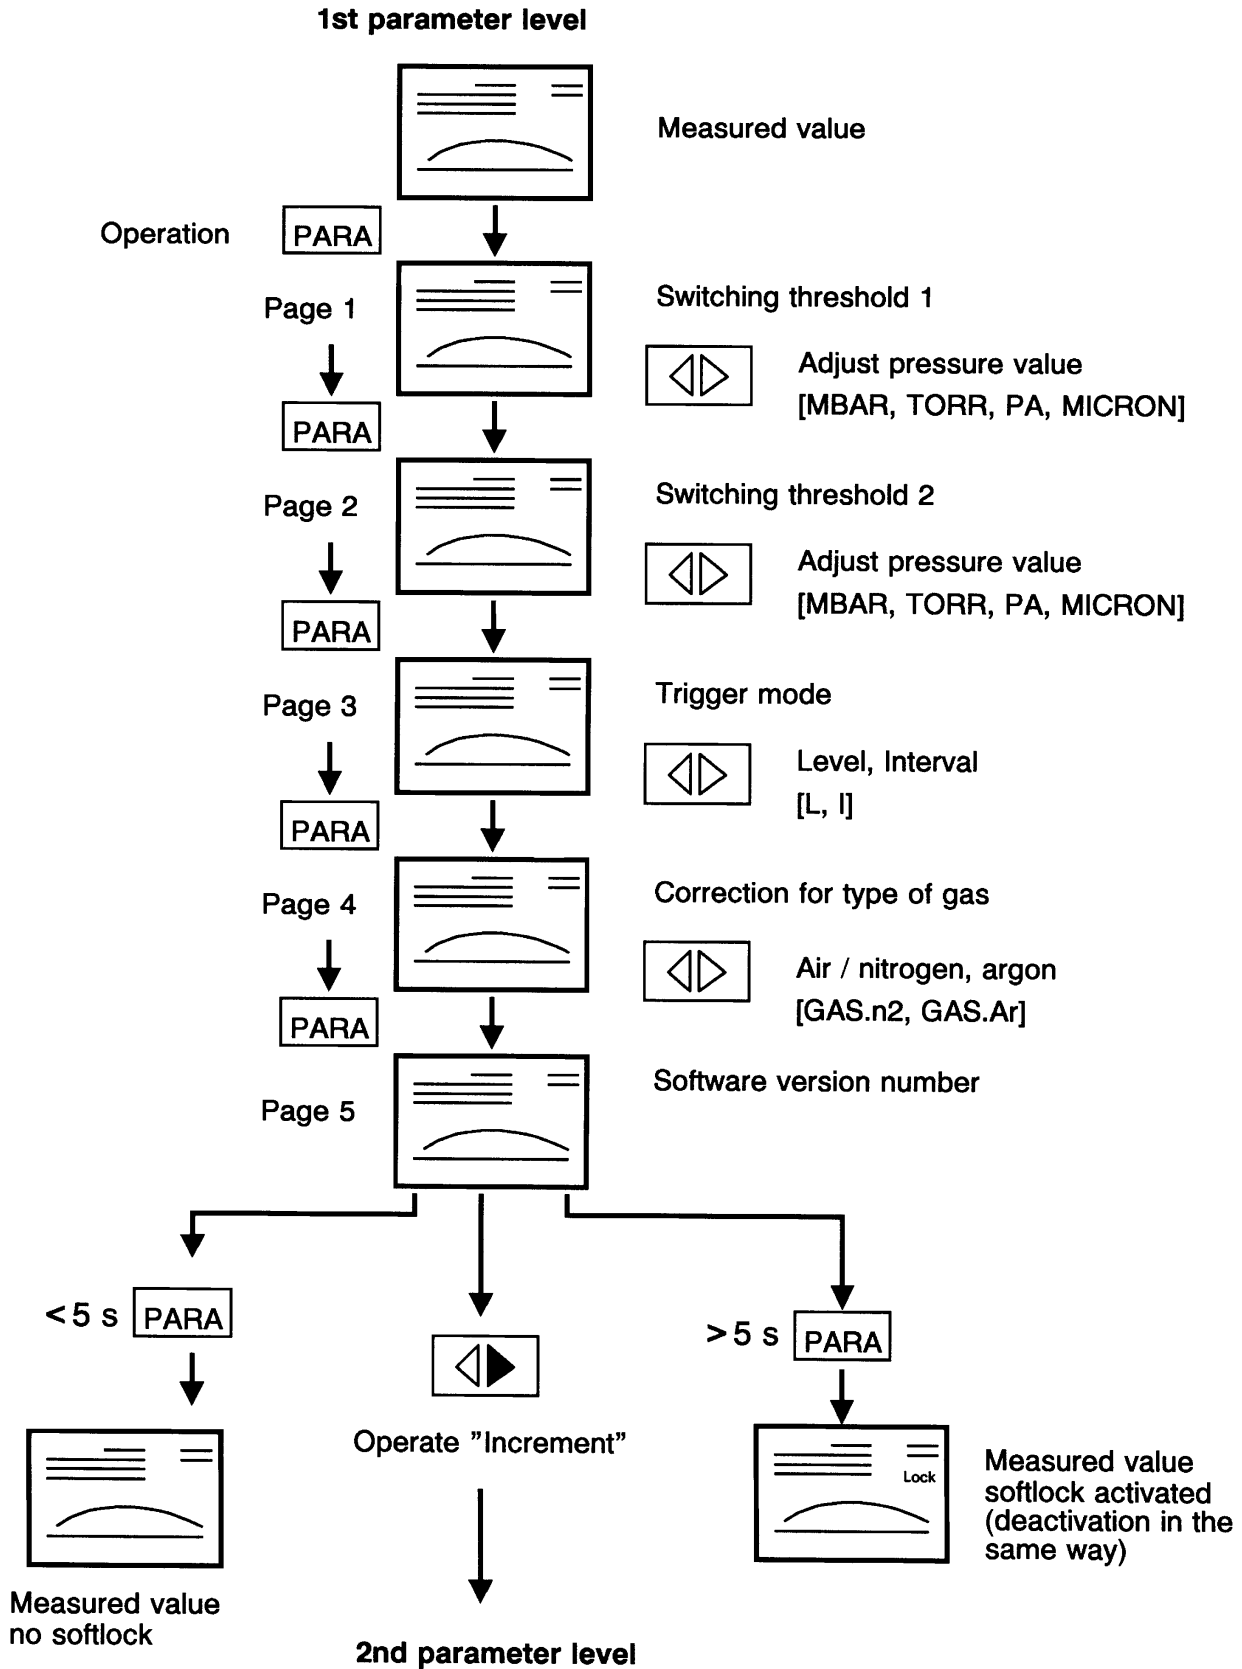 1st parameter level
Measured value
Operation
PARA
Page 1
Switching threshold 1
Adjust pressure value
[MBAR, TORR, PA, MICRON]
PARA
Page 2
Switching threshold 2
Adjust pressure value
[MBAR, TORR, PA, MICRON]
PARA
Page 3
Trigger mode
Level, Interval
[L, I]
PARA
Page 4
Correction for type of gas
Air / nitrogen, argon
[GAS.n2, GAS.Ar]
PARA
Page 5
Software version number
<5 s PARA
>5 s PARA
Operate "Increment"
Lock
Measured value
softlock activated
(deactivation in the
same way)
Measured value
no softlock
2nd parameter level